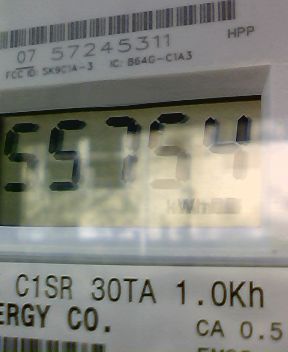 HPP
07 57245311
FCC ID: SK9C1A-3 IC: 864G-C1A3
55754
kWh
C1SR 30TA 1.0Kh
ERGY CO.
CA 0.5